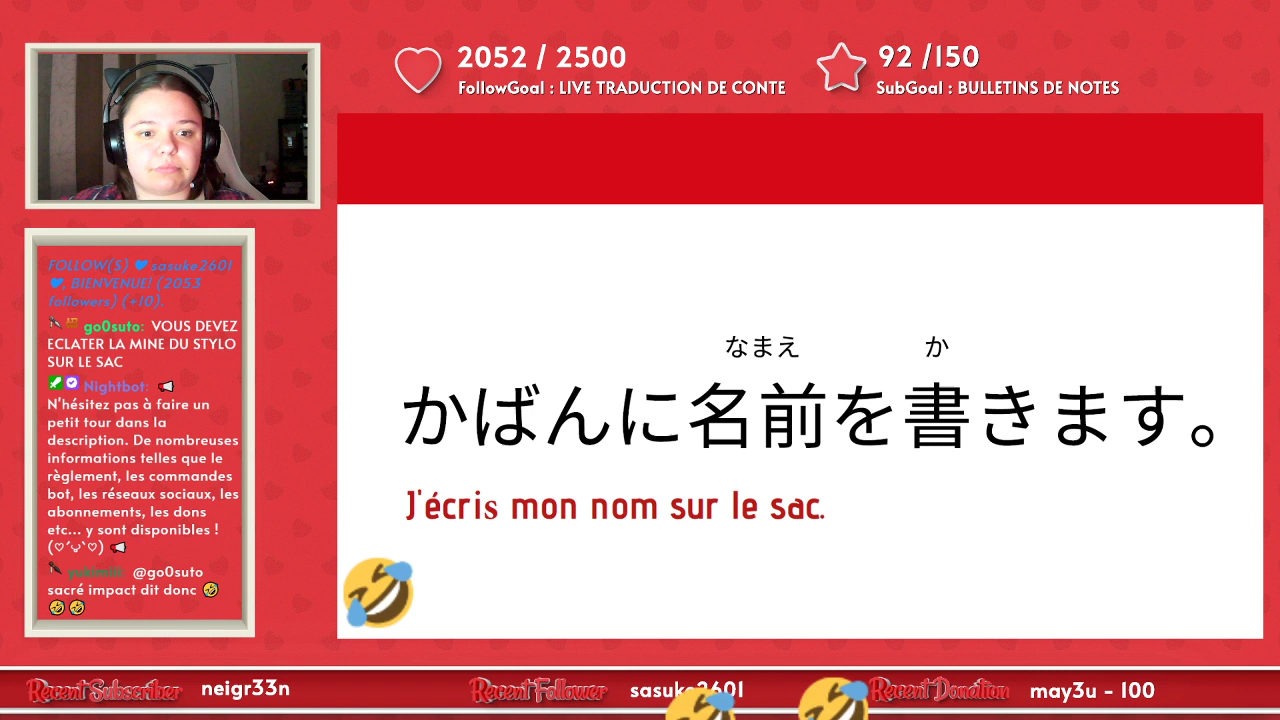 2052 / 2500
FollowGoal : LIVE TRADUCTION DE CONTE
92 /150
SubGoal : BULLETINS DE NOTES
FOLLOW(S) sasuke2601
, BIENVENUE! (2053
followers) (+10).
go0suto: VOUS DEVEZ
ECLATER LA MINE DU STYLO
SUR LE SAC
Nightbot:
N'hésitez pas à faire un
petit tour dans la
description. De nombreuses
informations telles que le
règlement, les commandes
bot, les réseaux sociaux, les
abonnements, les dons
etc... y sont disponibles !
(♡´◡`♡)
yukimiii: @go0suto
sacré impact dit donc 🤣
🤣 🤣
なまえ か
かばんに名前を書きます。
J'écris mon nom sur le sac.
Recent Subscriber neigr33n
Recent Follower sasuke2601
Recent Donation may3u - 100